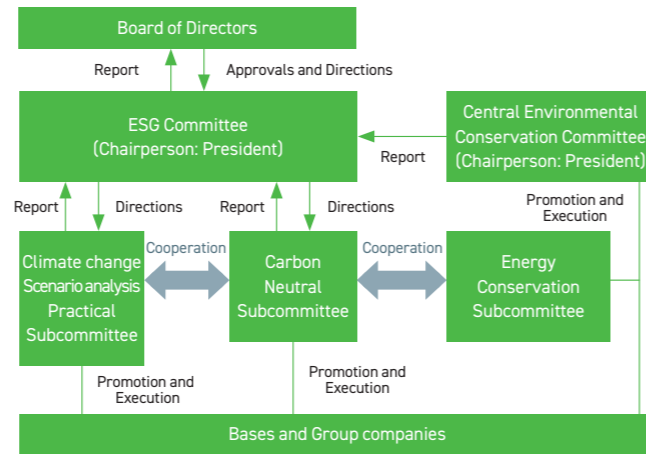 Board of Directors
Report
Approvals and Directions
ESG Committee
(Chairperson: President)
Report
Central Environmental
Conservation Committee
(Chairperson: President)
Report
Directions
Report
Directions
Promotion and
Execution
Climate change
Scenario analysis
Practical
Subcommittee
Cooperation
Carbon
Neutral
Subcommittee
Cooperation
Energy
Conservation
Subcommittee
Promotion and
Execution
Promotion and
Execution
Bases and Group companies